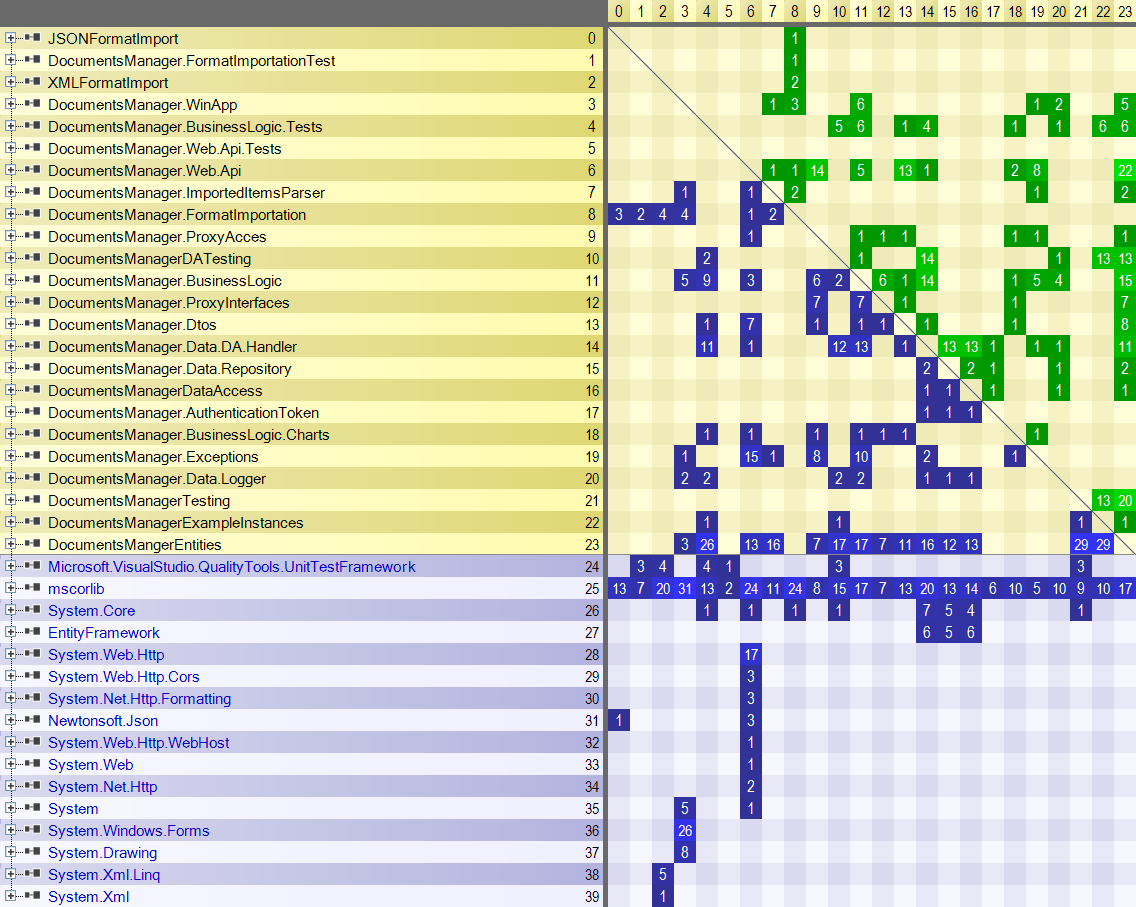 0 1 2 3 4 5 6 7 8 9 10 11 12 13 14 15 16 17 18 19 20 21 22 23
JSONFormatImport 0 1
DocumentsManager.FormatImportationTest 1 1
XMLFormatImport 2 2
DocumentsManager.WinApp 3 1 3 6 1 2 5
DocumentsManager.BusinessLogic.Tests 4 5 6 1 4 1 1 6 6
DocumentsManager.Web.Api.Tests 5
DocumentsManager.Web.Api 6 1 1 14 5 13 1 2 8 22
DocumentsManager.ImportedItemsParser 7 1 1 2 1 2
DocumentsManager.FormatImportation 8 3 2 4 4 1 2
DocumentsManager.ProxyAcces 9 1 1 1 1 1 1 1
DocumentsManagerDATesting 10 2 1 14 1 13 13
DocumentsManager.BusinessLogic 11 5 9 3 6 2 6 1 14 1 5 4 15
DocumentsManager.ProxyInterfaces 12 7 7 1 1 7
DocumentsManager.Dtos 13 1 7 1 1 1 1 1 8
DocumentsManager.Data.DA.Handler 14 11 1 12 13 1 13 13 1 1 1 11
DocumentsManager.Data.Repository 15 2 2 1 1 2
DocumentsManagerDataAccess 16 1 1 1 1 1
DocumentsManager.AuthenticationToken 17 1 1 1
DocumentsManager.BusinessLogic.Charts 18 1 1 1 1 1 1 1
DocumentsManager.Exceptions 19 1 15 1 8 10 2 1
DocumentsManager.Data.Logger 20 2 2 2 2 1 1 1
DocumentsManagerTesting 21 13 20
DocumentsManagerExampleInstances 22 1 1 1 1
DocumentsMangerEntities 23 3 26 13 16 7 17 17 7 11 16 12 13 29 29
Microsoft.VisualStudio.QualityTools.UnitTestFramework 24 3 4 4 1 3 3
mscorlib 25 13 7 20 31 13 2 24 11 24 8 15 17 17 13 20 13 14 6 10 5 10 9 10 17
System.Core 26 1 1 1 1 7 5 4 1
EntityFramework 27 6 5 6
System.Web.Http 28 17
System.Web.Http.Cors 29 3
System.Net.Http.Formatting 30 3
Newtonsoft.Json 31 1 3
System.Web.Http.WebHost 32 1
System.Web 33 1
System.Net.Http 34 2
System 35 5 1
System.Windows.Forms 36 26
System.Drawing 37 8
System.Xml.Linq 38 5
System.Xml 39 1